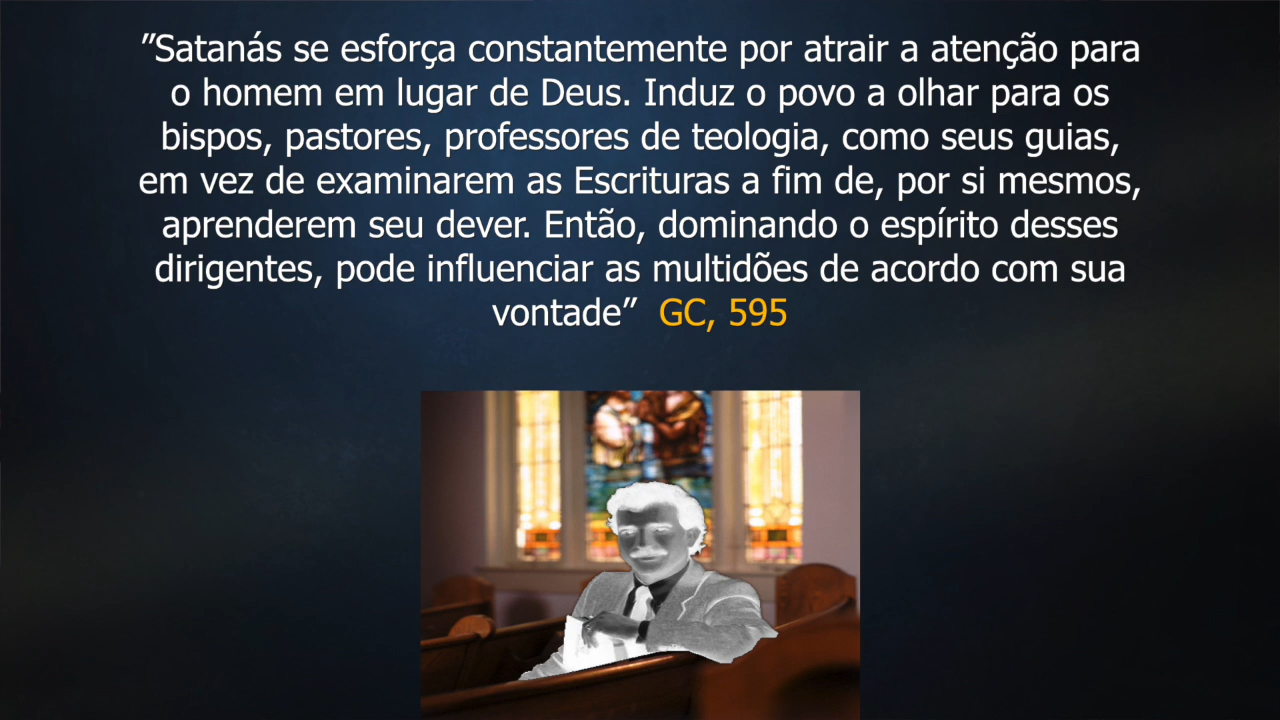 ”Satanás se esforça constantemente por atrair a atenção para
o homem em lugar de Deus. Induz o povo a olhar para os
bispos, pastores, professores de teologia, como seus guias,
em vez de examinarem as Escrituras a fim de, por si mesmos,
aprenderem seu dever. Então, dominando o espírito desses
dirigentes, pode influenciar as multidões de acordo com sua
vontade” GC, 595